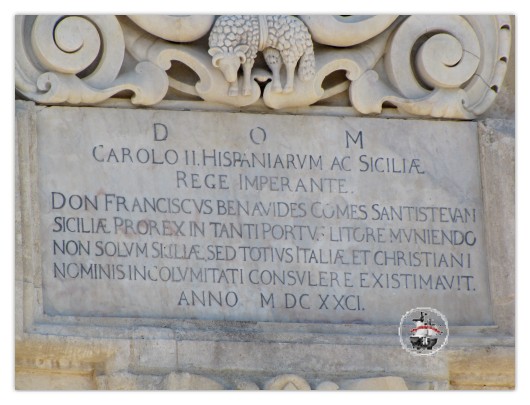 D O M
CAROLO II. HISPANIARVM AC SICILIÆ
REGE IMPERANTE.
DON FRANCISCVS BENAVIDES COMES SANTISTEVAN
SICILIÆ PROREX IN TANTI PORTV: LITORE MVNIENDO
NON SOLVM SICILIÆ, SED TOTIVS ITALIÆ ET CHRISTIANI
NOMINIS INCOLVMITATI CONSVLERE EXISTIMAVIT.
ANNO. M DC XXCI.